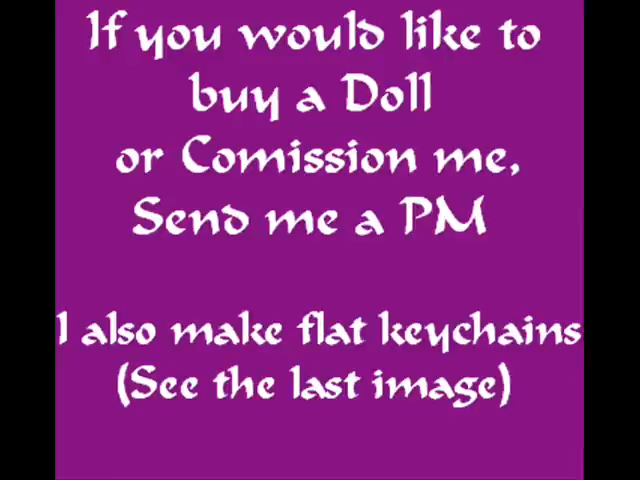 If you would like to
buy a Doll
or Comission me,
Send me a PM
I also make flat keychains
(See the last image)